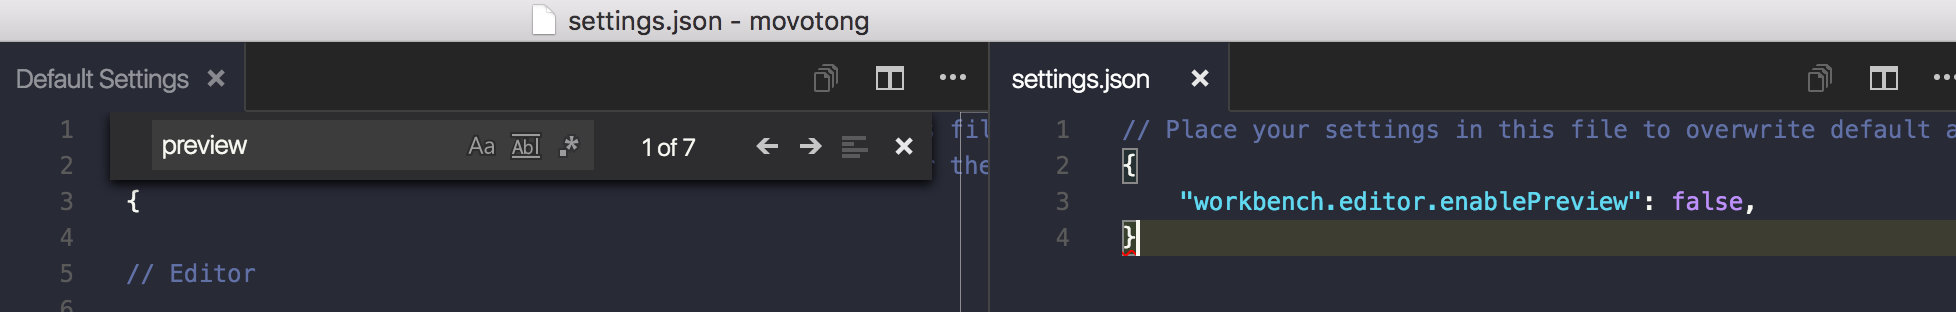 settings.json - movotong
Default Settings
preview Aa Abl .* 1 of 7
1 fil
2 the
3 {
4
5 // Editor
6
settings.json
1 // Place your settings in this file to overwrite default a
2 {
3 "workbench.editor.enablePreview": false,
4 }